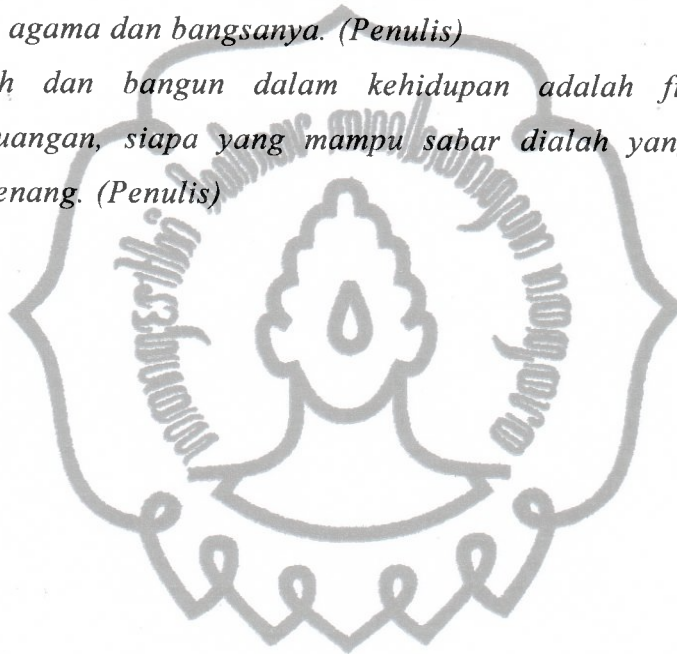 agama dan bangsanya. (Penulis)
h dan bangun dalam kehidupan adalah fi
uangan, siapa yang mampu sabar dialah yan
enang. (Penulis)